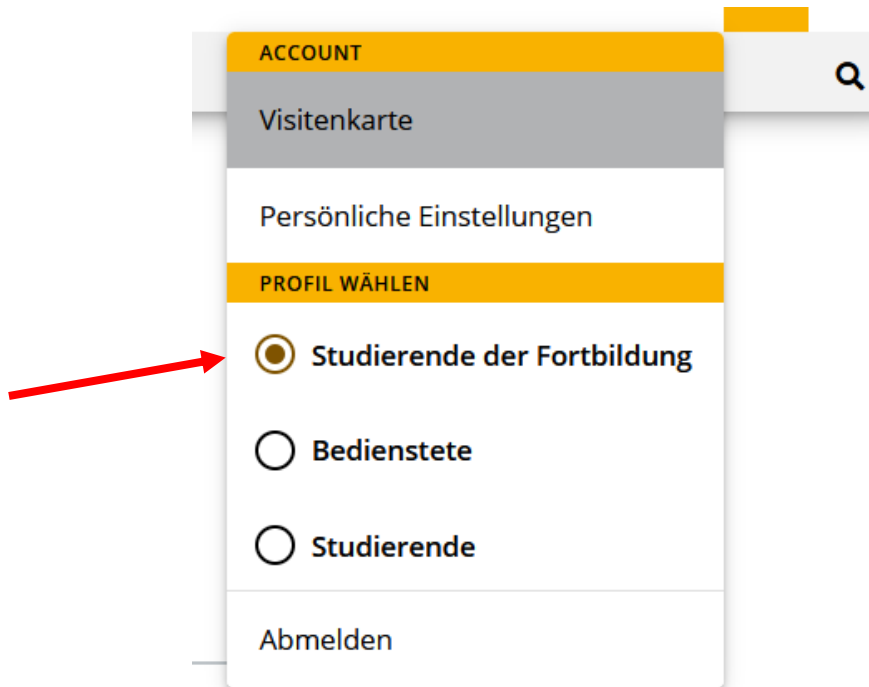 ACCOUNT
Visitenkarte
Persönliche Einstellungen
PROFIL WÄHLEN
Studierende der Fortbildung
Bedienstete
Studierende
Abmelden